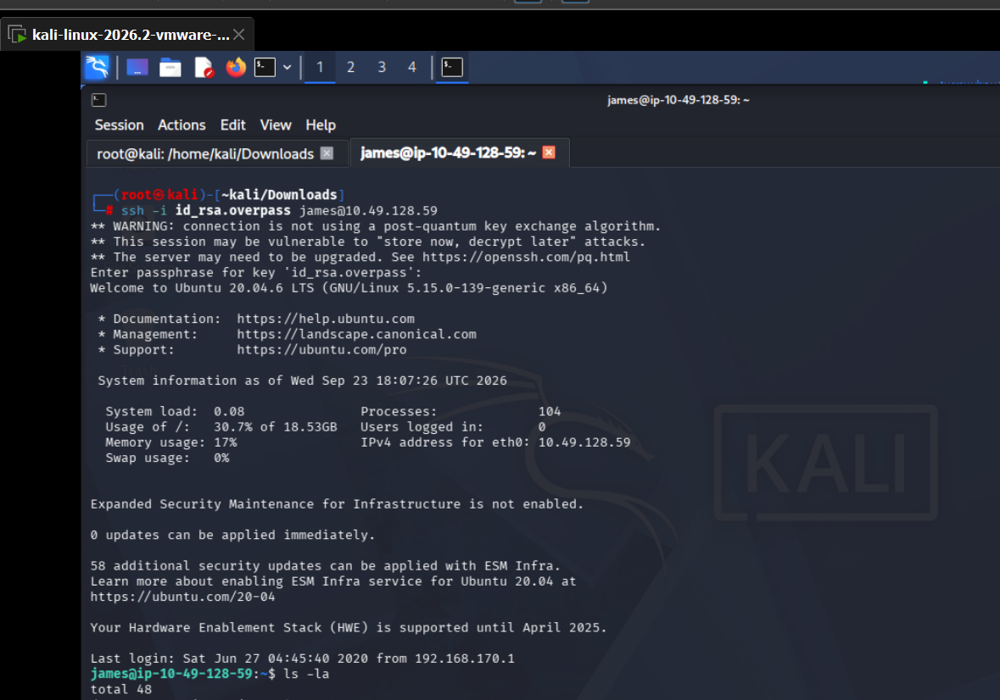 kali-linux-2026.2-vmware-...
1 2 3 4
james@ip-10-49-128-59: ~
Session Actions Edit View Help
root@kali: /home/kali/Downloads
james@ip-10-49-128-59: ~
┌──(root㉿kali)-[~kali/Downloads]
└─# ssh -i id_rsa.overpass james@10.49.128.59
** WARNING: connection is not using a post-quantum key exchange algorithm.
** This session may be vulnerable to "store now, decrypt later" attacks.
** The server may need to be upgraded. See https://openssh.com/pq.html
Enter passphrase for key 'id_rsa.overpass':
Welcome to Ubuntu 20.04.6 LTS (GNU/Linux 5.15.0-139-generic x86_64)
* Documentation: https://help.ubuntu.com
* Management: https://landscape.canonical.com
* Support: https://ubuntu.com/pro
System information as of Wed Sep 23 18:07:26 UTC 2026
System load: 0.08 Processes: 104
Usage of /: 30.7% of 18.53GB Users logged in: 0
Memory usage: 17% IPv4 address for eth0: 10.49.128.59
Swap usage: 0%
Expanded Security Maintenance for Infrastructure is not enabled.
0 updates can be applied immediately.
58 additional security updates can be applied with ESM Infra.
Learn more about enabling ESM Infra service for Ubuntu 20.04 at
https://ubuntu.com/20-04
Your Hardware Enablement Stack (HWE) is supported until April 2025.
Last login: Sat Jun 27 04:45:40 2020 from 192.168.170.1
james@ip-10-49-128-59:~$ ls -la
total 48
KALI